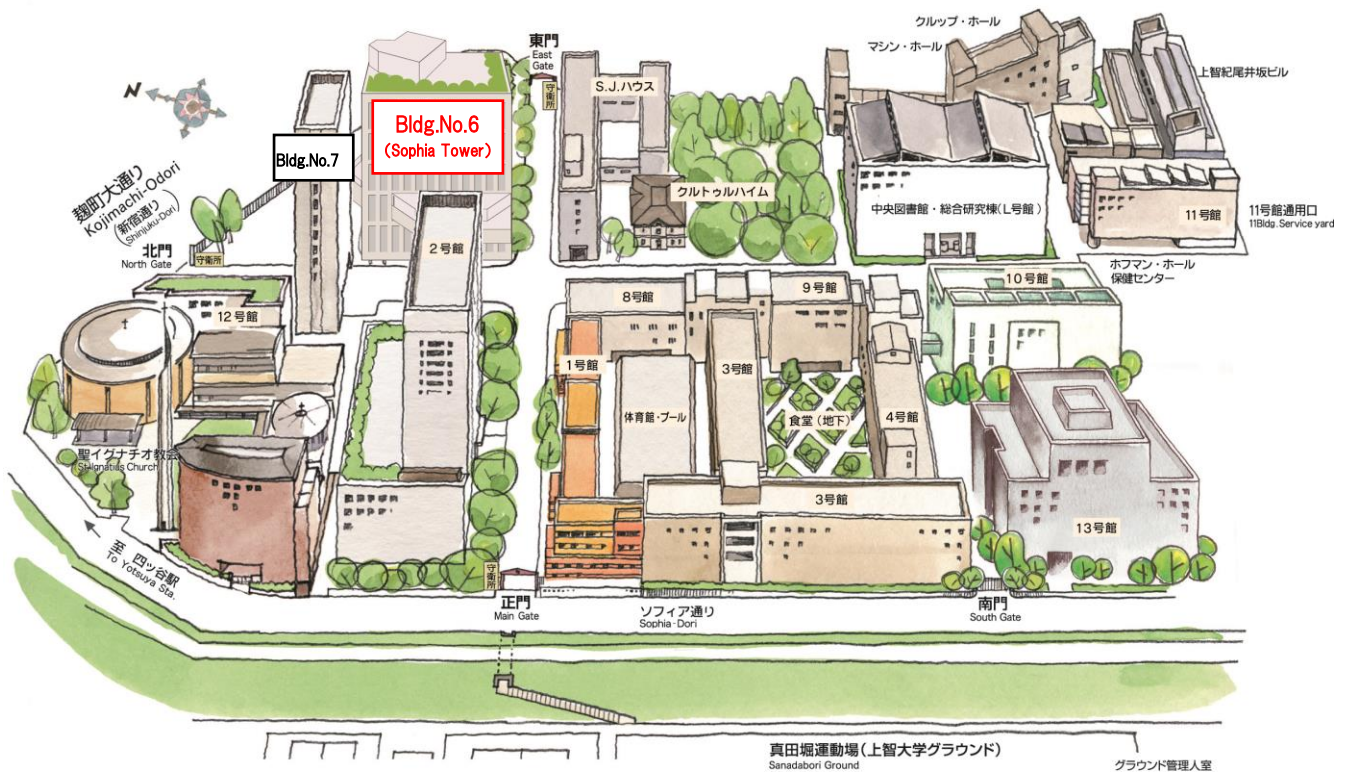 クルップ・ホール
マシン・ホール
上智紀尾井坂ビル
東門
East
Gate
守衛所
S.J.ハウス
N
Bldg.No.6
(Sophia Tower)
Bldg.No.7
クルトゥルハイム
中央図書館・総合研究棟(L号館)
11号館
11号館通用口
11Bldg. Service yard
麹町大通り
Kojimachi-Odori
(新宿通り)
Shinjuku-Dori
北門
North Gate
守衛所
2号館
ホフマン・ホール
保健センター
10号館
12号館
8号館
9号館
1号館
3号館
体育館・プール
食堂(地下)
4号館
聖イグナチオ教会
St.Ignatius Church
3号館
13号館
至 四ッ谷駅
To Yotsuya Sta.
守衛所
正門
Main Gate
ソフィア通り
Sophia-Dori
南門
South Gate
真田堀運動場(上智大学グラウンド)
Sanadabori Ground
グラウンド管理人室